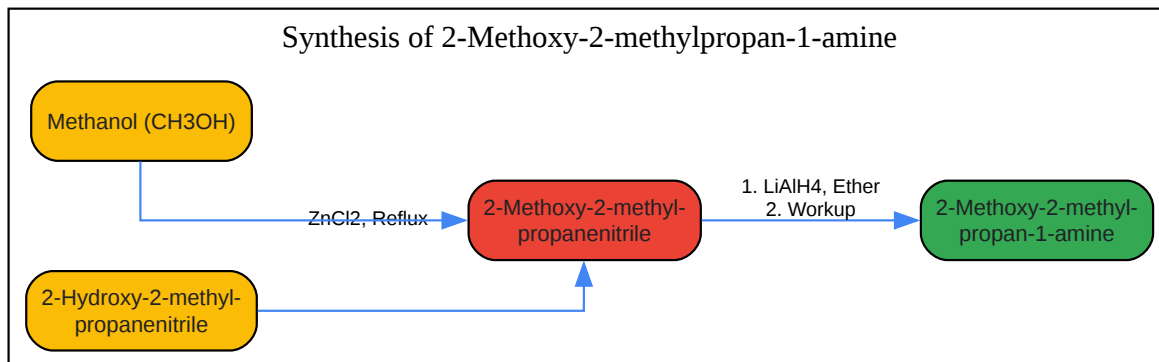 Synthesis of 2-Methoxy-2-methylpropan-1-amine
Methanol (CH3OH)
ZnCl2, Reflux
2-Hydroxy-2-methyl-
propanenitrile
2-Methoxy-2-methyl-
propanenitrile
1. LiAlH4, Ether
2. Workup
2-Methoxy-2-methyl-
propan-1-amine